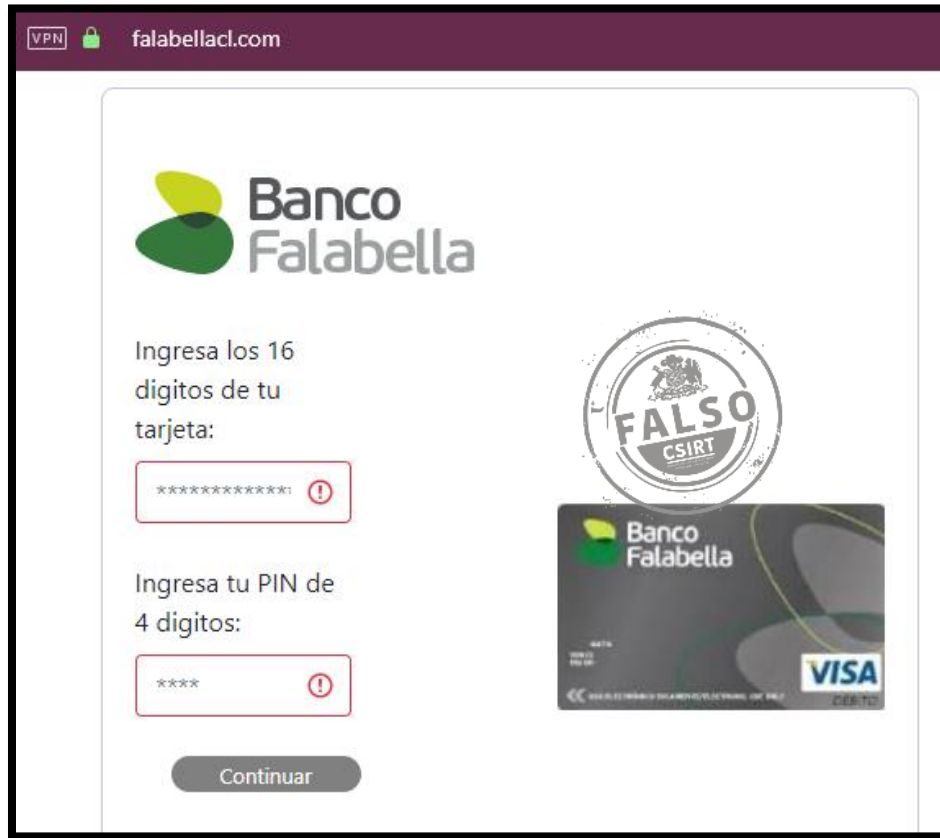 VPN falabellacl.com
Banco
Falabella
Ingresa los 16
digitos de tu
tarjeta:
*************
Ingresa tu PIN de
4 digitos:
****
Continuar
FALSO
CSIRT
Banco
Falabella
VISA
DEBITO